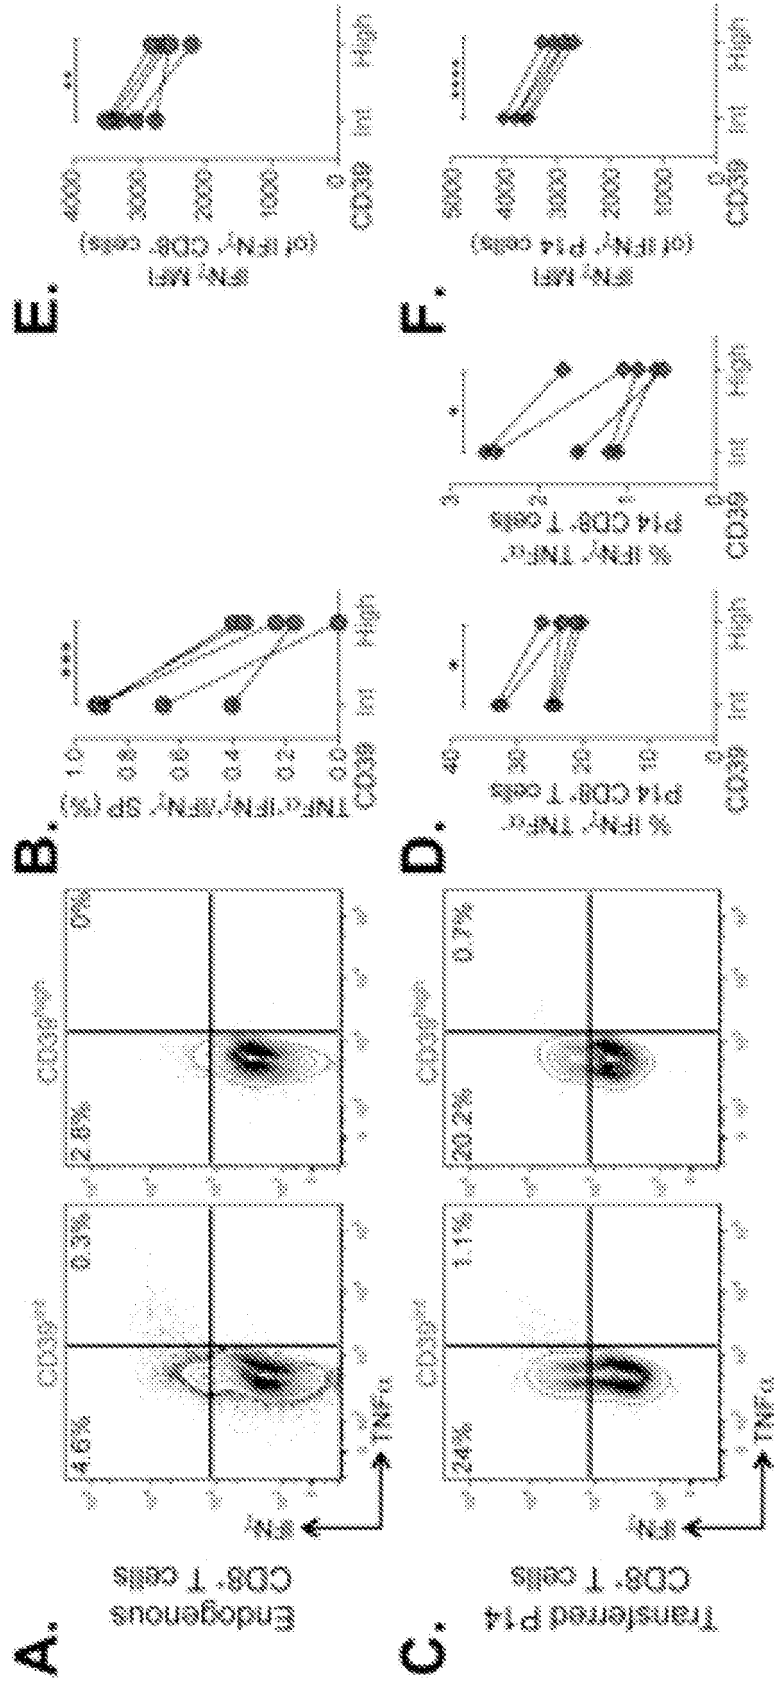 A.
Endogenous
CD8+ T cells
IFNγ
TNFα
CD39int
4.6%
0.3%
CD39high
2.8%
0%
B.
TNFα+IFNγ+/IFNγ+ SP (%)
1.0
0.8
0.6
0.4
0.2
0.0
CD39
Int
High
***
E.
IFNγ MFI
(of IFNγ+ CD8+ cells)
4000
3000
2000
1000
0
CD39
Int
High
**
C.
Transferred P14
CD8+ T cells
IFNγ
TNFα
CD39int
24%
1.1%
CD39high
20.2%
0.7%
D.
% IFNγ+ TNFα-
P14 CD8+ T cells
40
30
20
10
0
CD39
Int
High
*
% IFNγ+ TNFα+
P14 CD8+ T cells
3
2
1
0
CD39
Int
High
*
F.
IFNγ MFI
(of IFNγ+ P14 cells)
5000
4000
3000
2000
1000
0
CD39
Int
High
****